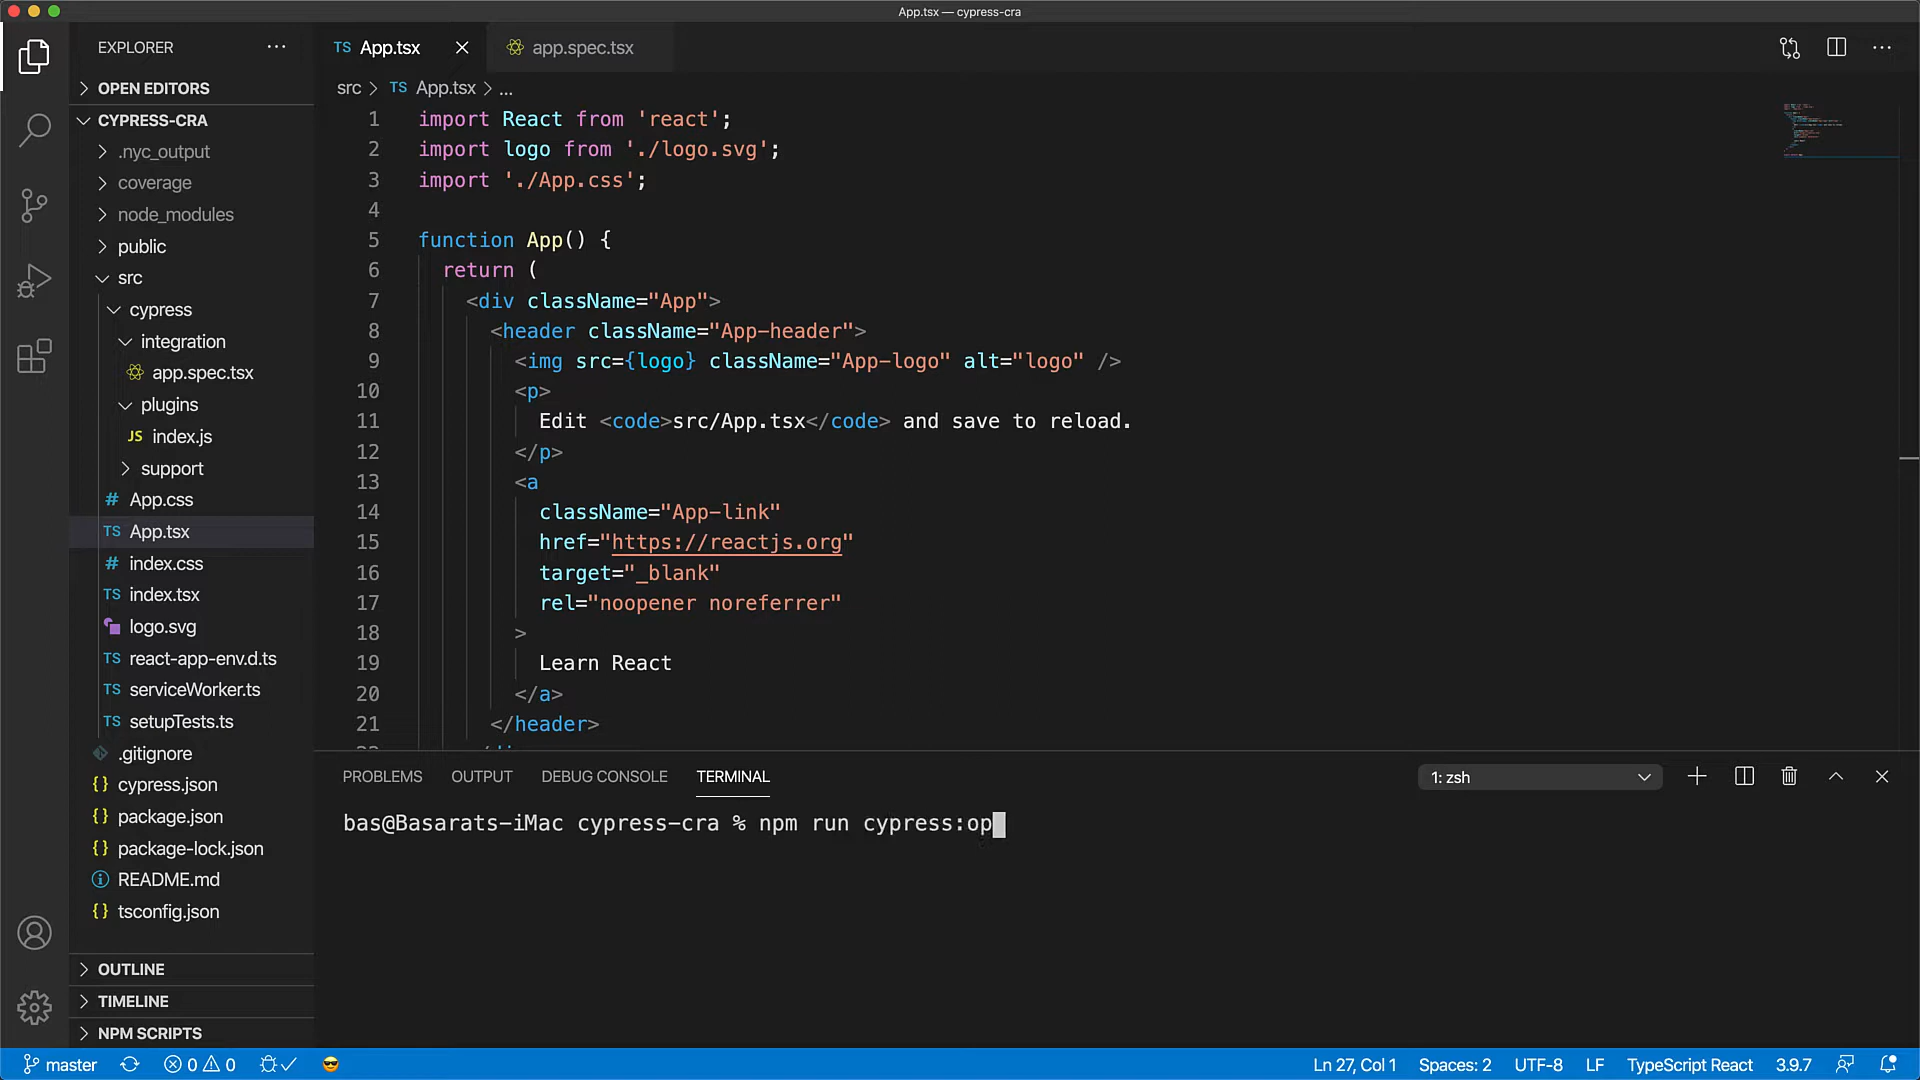 App.tsx — cypress-cra
EXPLORER
OPEN EDITORS
CYPRESS-CRA
.nyc_output
coverage
node_modules
public
src
cypress
integration
app.spec.tsx
plugins
JS index.js
support
# App.css
TS App.tsx
# index.css
TS index.tsx
logo.svg
TS react-app-env.d.ts
TS serviceWorker.ts
TS setupTests.ts
.gitignore
{} cypress.json
{} package.json
{} package-lock.json
README.md
{} tsconfig.json
OUTLINE
TIMELINE
NPM SCRIPTS
TS App.tsx
app.spec.tsx
src > TS App.tsx > ...
1 import React from 'react';
2 import logo from './logo.svg';
3 import './App.css';
4
5 function App() {
6 return (
7 <div className="App">
8 <header className="App-header">
9 <img src={logo} className="App-logo" alt="logo" />
10 <p>
11 Edit <code>src/App.tsx</code> and save to reload.
12 </p>
13 <a
14 className="App-link"
15 href="https://reactjs.org"
16 target="_blank"
17 rel="noopener noreferrer"
18 >
19 Learn React
20 </a>
21 </header>
PROBLEMS OUTPUT DEBUG CONSOLE TERMINAL
1: zsh
bas@Basarats-iMac cypress-cra % npm run cypress:op
master 0 0
Ln 27, Col 1 Spaces: 2 UTF-8 LF TypeScript React 3.9.7